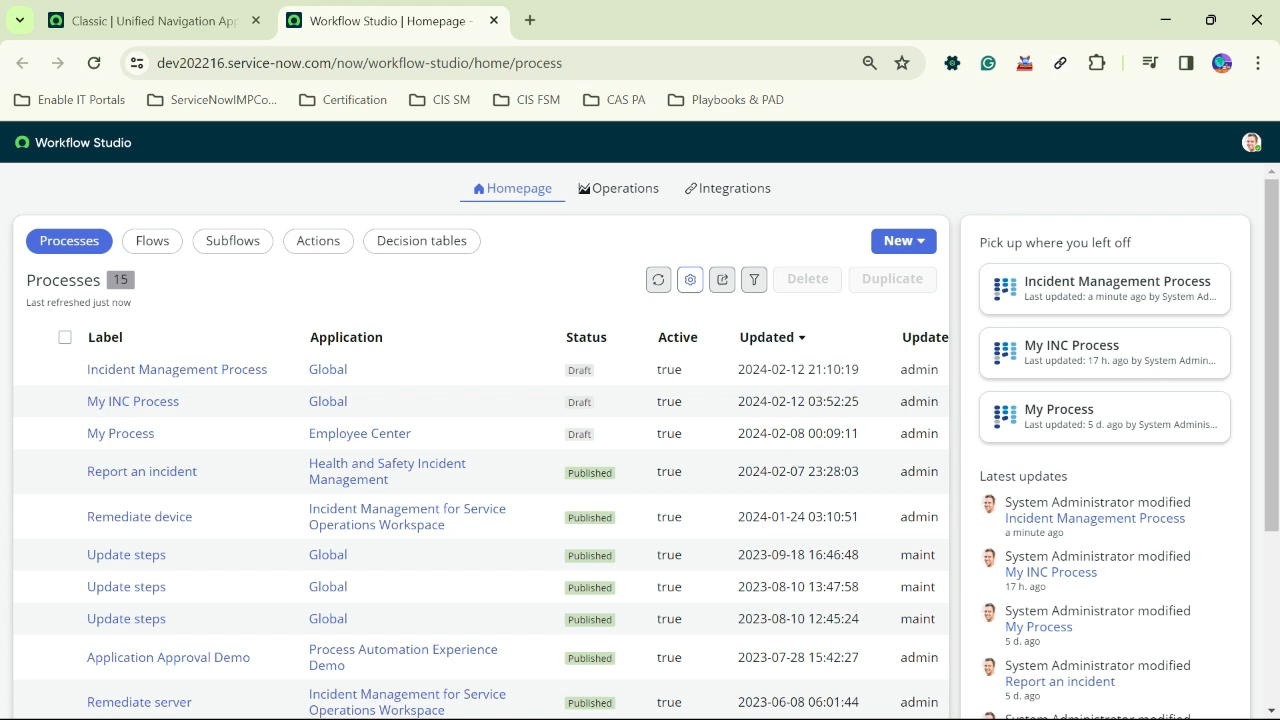 Classic | Unified Navigation App
Workflow Studio | Homepage -
dev202216.service-now.com/now/workflow-studio/home/process
Enable IT Portals
ServiceNowIMPCo...
Certification
CIS SM
CIS FSM
CAS PA
Playbooks & PAD
Workflow Studio
Homepage
Operations
Integrations
Processes
Flows
Subflows
Actions
Decision tables
New
Processes 15
Last refreshed just now
Delete
Duplicate
Label Application Status Active Updated Update
Incident Management Process Global Draft true 2024-02-12 21:10:19 admin
My INC Process Global Draft true 2024-02-12 03:52:25 admin
My Process Employee Center Draft true 2024-02-08 00:09:11 admin
Report an incident Health and Safety Incident Published true 2024-02-07 23:28:03 admin
Management
Remediate device Incident Management for Service Published true 2024-01-24 03:10:51 admin
Operations Workspace
Update steps Global Published true 2023-09-18 16:46:48 maint
Update steps Global Published true 2023-08-10 13:47:58 maint
Update steps Global Published true 2023-08-10 12:45:24 maint
Application Approval Demo Process Automation Experience Published true 2023-07-28 15:42:27 admin
Demo
Remediate server Incident Management for Service Published true 2023-06-08 06:01:44 admin
Operations Workspace
Pick up where you left off
Incident Management Process
Last updated: a minute ago by System Ad...
My INC Process
Last updated: 17 h. ago by System Admin...
My Process
Last updated: 5 d. ago by System Adminis...
Latest updates
System Administrator modified
Incident Management Process
a minute ago
System Administrator modified
My INC Process
17 h. ago
System Administrator modified
My Process
5 d. ago
System Administrator modified
Report an incident
5 d. ago
System Administrator modified